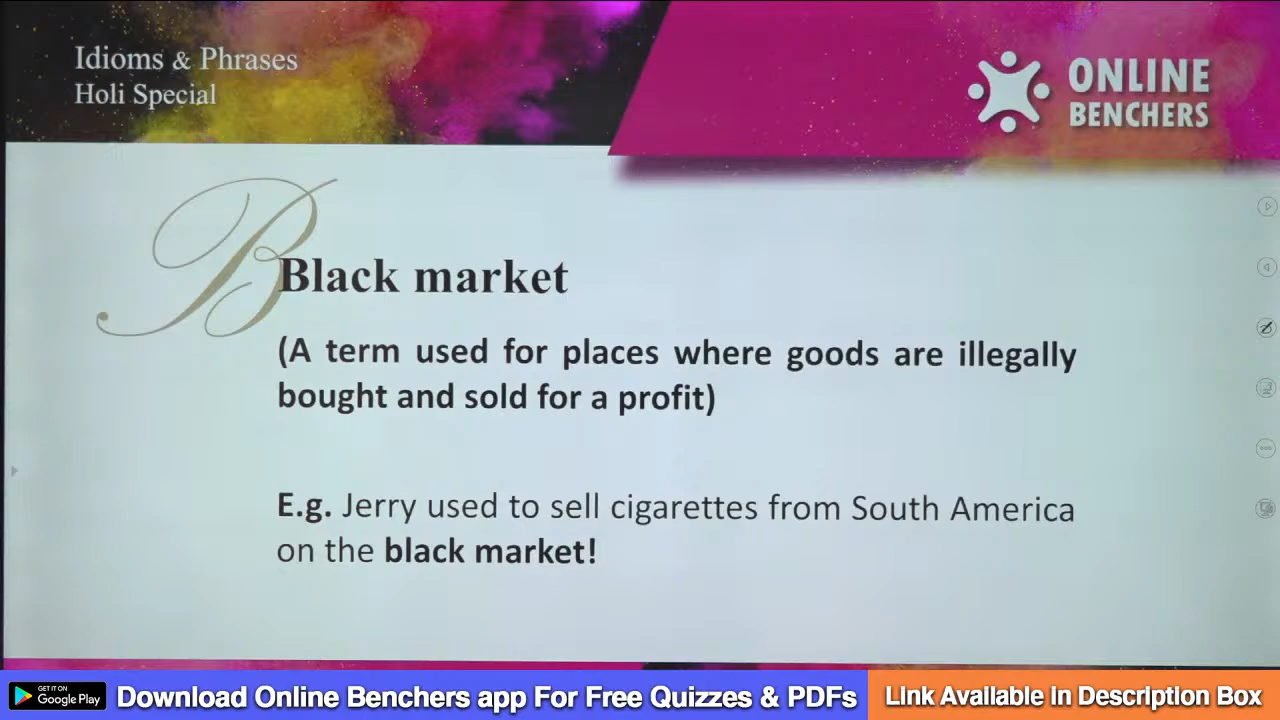 Idioms & Phrases
Holi Special
ONLINE
BENCHERS
Black market
(A term used for places where goods are illegally
bought and sold for a profit)
E.g. Jerry used to sell cigarettes from South America
on the black market!
GET IT ON
Google Play
Download Online Benchers app For Free Quizzes & PDFs
Link Available In Description Box